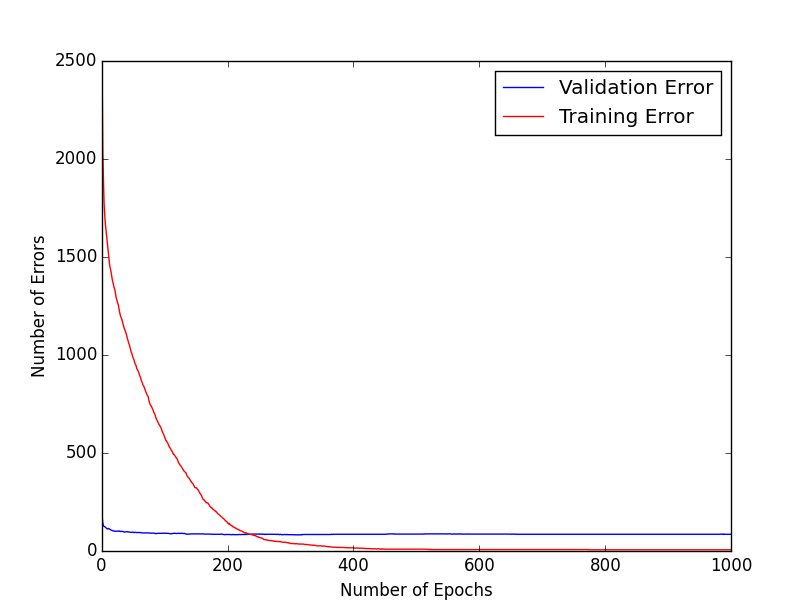 2500
2000
1500
1000
500
0
Number of Errors
Validation Error
Training Error
0 200 400 600 800 1000
Number of Epochs